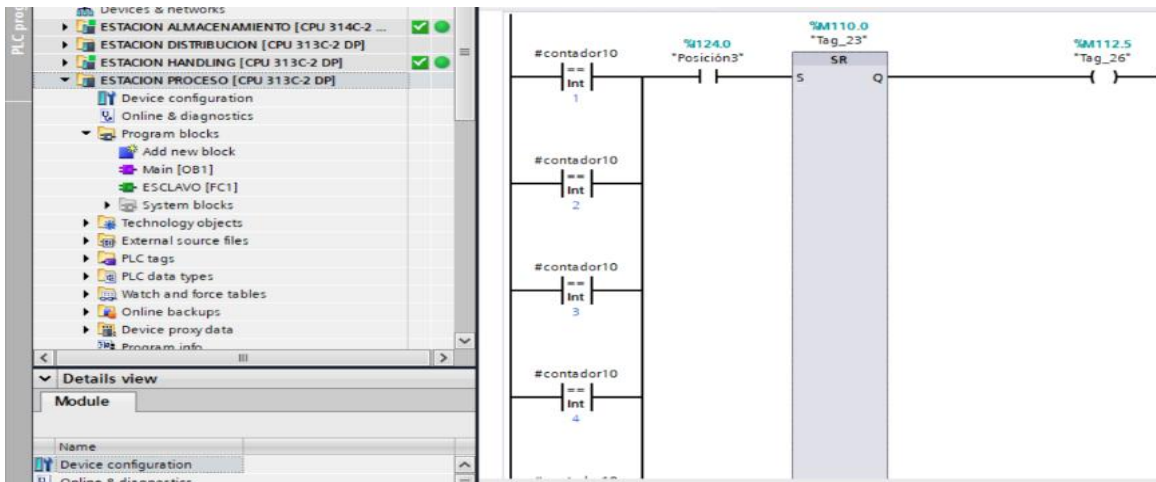 PLC prog
Devices & networks
ESTACION ALMACENAMIENTO [CPU 314C-2 ...
ESTACION DISTRIBUCION [CPU 313C-2 DP]
ESTACION HANDLING [CPU 313C-2 DP]
ESTACION PROCESO [CPU 313C-2 DP]
Device configuration
Online & diagnostics
Program blocks
Add new block
Main [OB1]
ESCLAVO [FC1]
System blocks
Technology objects
External source files
PLC tags
PLC data types
Watch and force tables
Online backups
Device proxy data
Program info
Details view
Module
Name
Device configuration
Online & diagnostics
#contador10
==
Int
1
%I124.0
"Posición3"
%M110.0
"Tag_23"
SR
S
Q
%M112.5
"Tag_26"
#contador10
==
Int
2
#contador10
==
Int
3
#contador10
==
Int
4